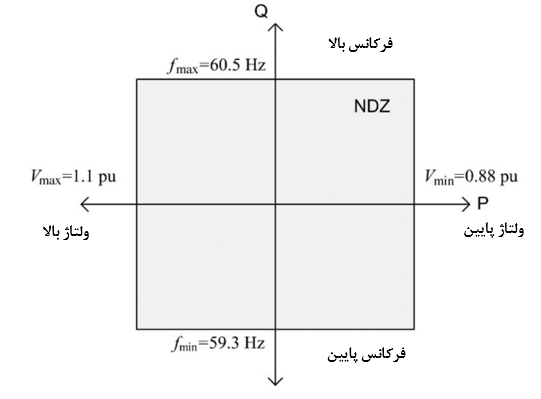 Q
فرکانس بالا
fmax=60.5 Hz
NDZ
Vmax=1.1 pu
Vmin=0.88 pu
P
ولتاژ بالا
ولتاژ پایین
fmin=59.3 Hz
فرکانس پایین